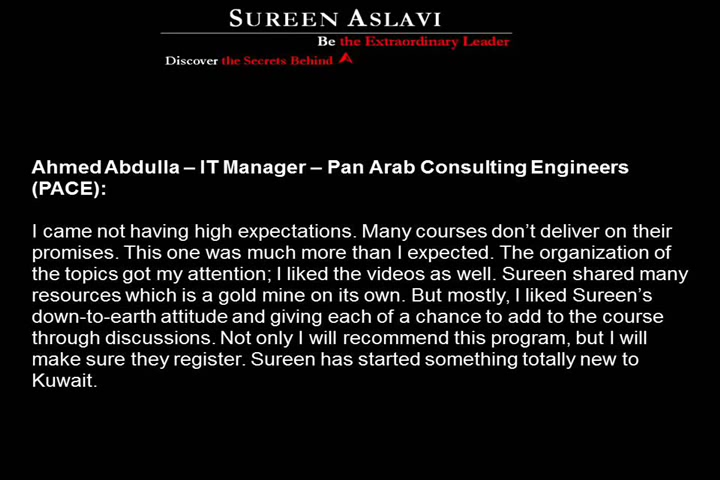 SUREEN ASLAVI
Be the Extraordinary Leader
Discover the Secrets Behind
Ahmed Abdulla – IT Manager – Pan Arab Consulting Engineers
(PACE):
I came not having high expectations. Many courses don’t deliver on their
promises. This one was much more than I expected. The organization of
the topics got my attention; I liked the videos as well. Sureen shared many
resources which is a gold mine on its own. But mostly, I liked Sureen’s
down-to-earth attitude and giving each of a chance to add to the course
through discussions. Not only I will recommend this program, but I will
make sure they register. Sureen has started something totally new to
Kuwait.